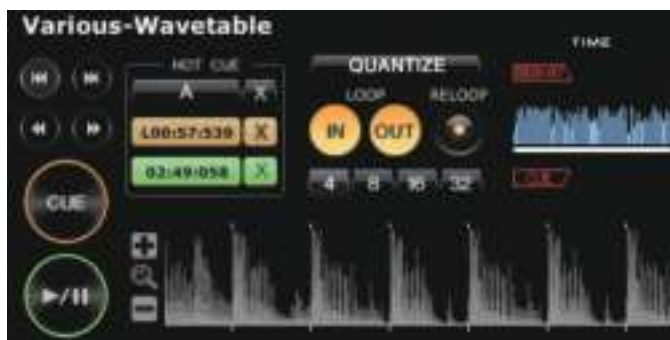 Various-Wavetable
TIME
HOT CUE
QUANTIZE
A X
LOOP RELOOP
L00:57:539 X
IN OUT
02:49:058 X
4 8 16 32
CUE
CUE